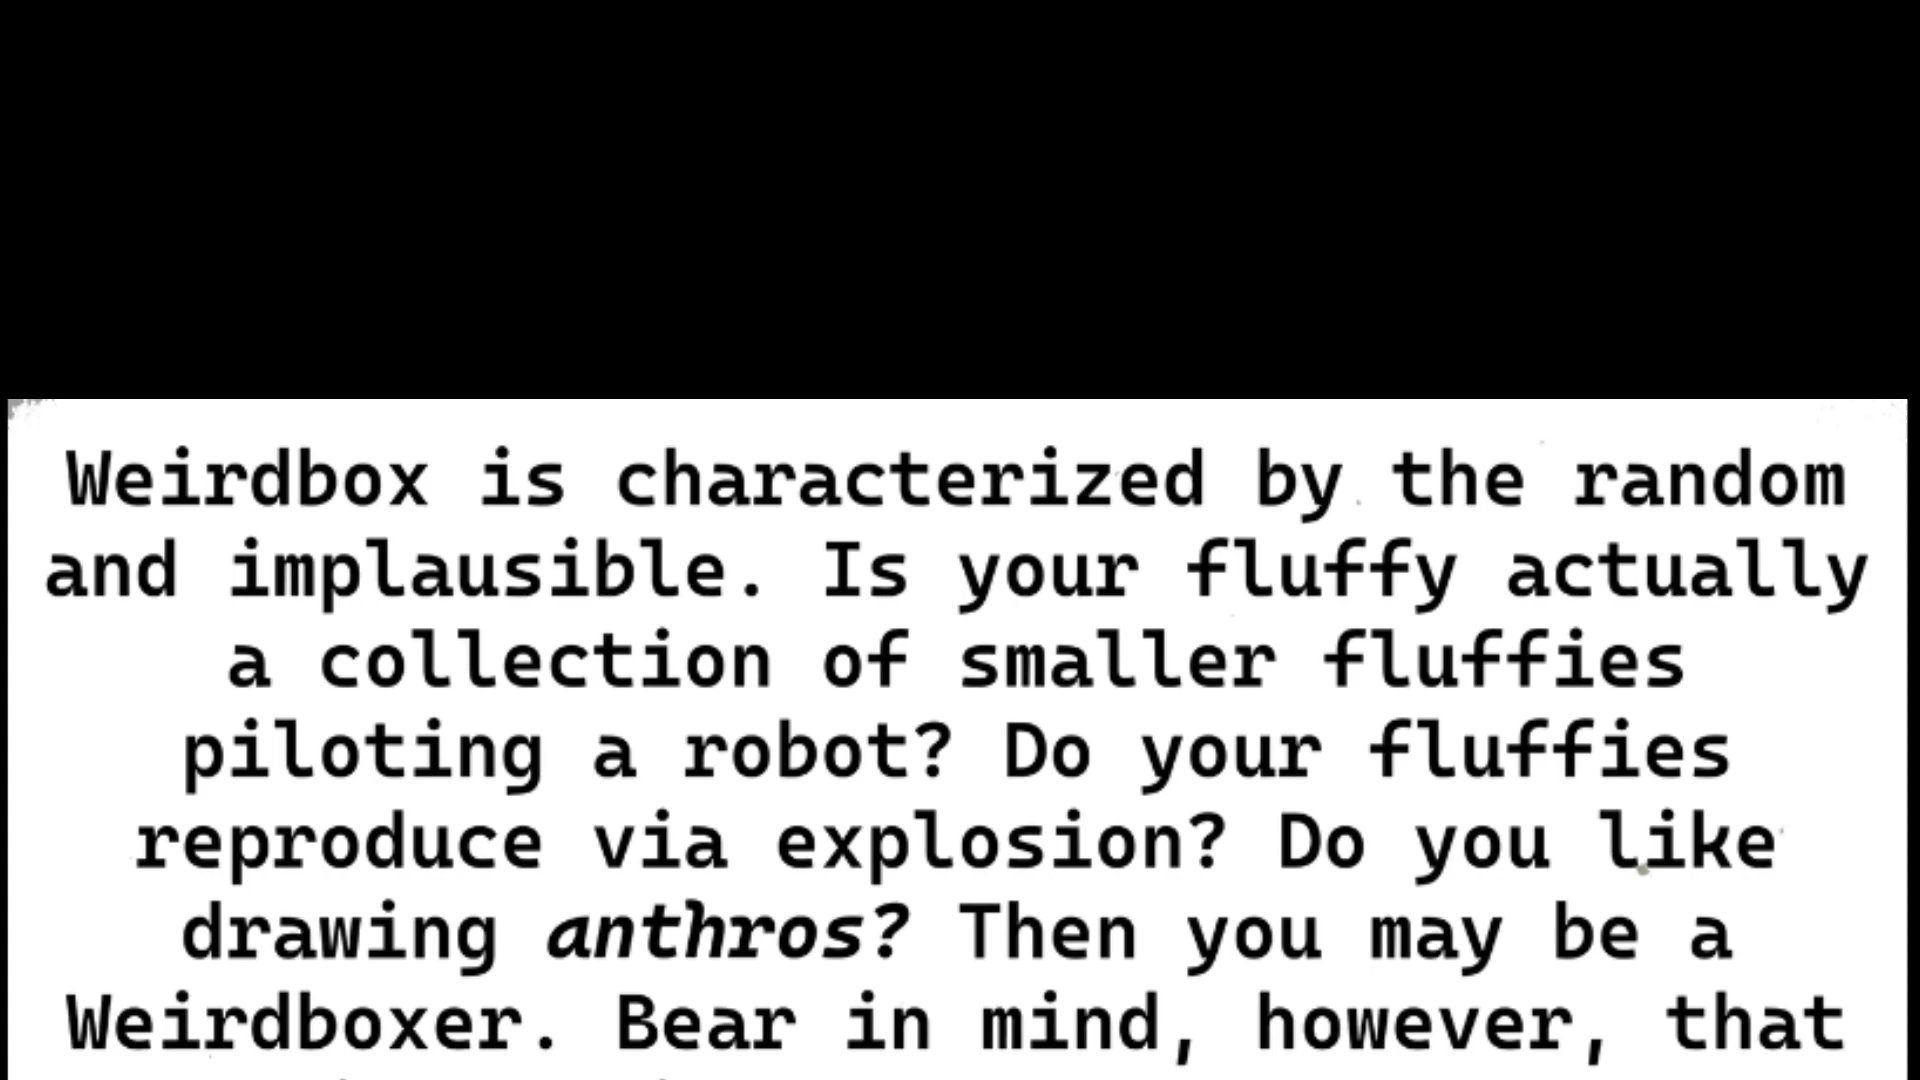 Weirdbox is characterized by the random
and implausible. Is your fluffy actually
a collection of smaller fluffies
piloting a robot? Do your fluffies
reproduce via explosion? Do you like
drawing anthros? Then you may be a
Weirdboxer. Bear in mind, however, that